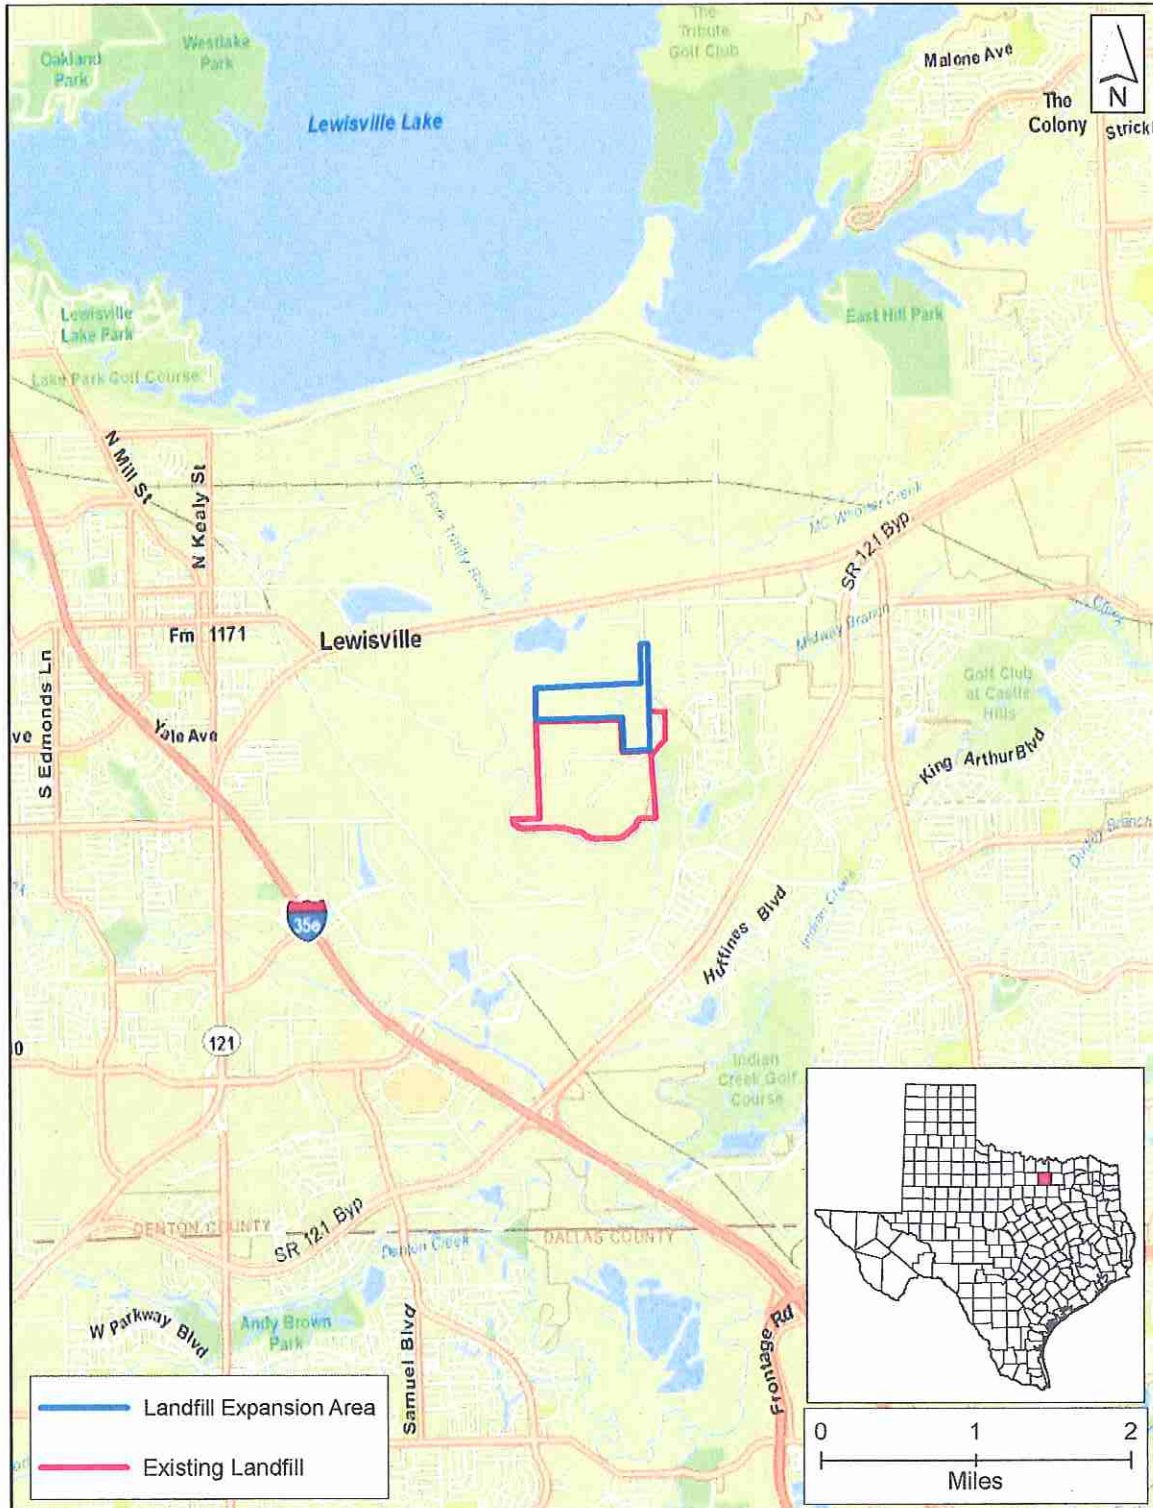 The
Tribute
Golf Club
Westlake
Park
Oakland
Park
Malone Ave
N
The
Colony
Lewisville Lake
Lewisville
Lake Park
East Hill Park
Lake Park Golf Course
N Mill St
N Kealy St
Elm Fork Trinity River
SR 121 Byp
Midway Branch
Fm 1171
Lewisville
Golf Club
at Castle
Hills
S Edmonds Ln
ve
Yale Ave
King Arthur Blvd
Dudley Branch
35e
Huffines Blvd
Indian Creek
121
0
Indian
Creek Golf
Course
DENTON COUNTY
SR 121 Byp
Denton Creek
DALLAS COUNTY
W Parkway Blvd
Andy Brown
Park
Samuel Blvd
Frontage Rd
Landfill Expansion Area
Existing Landfill
0 1 2
Miles